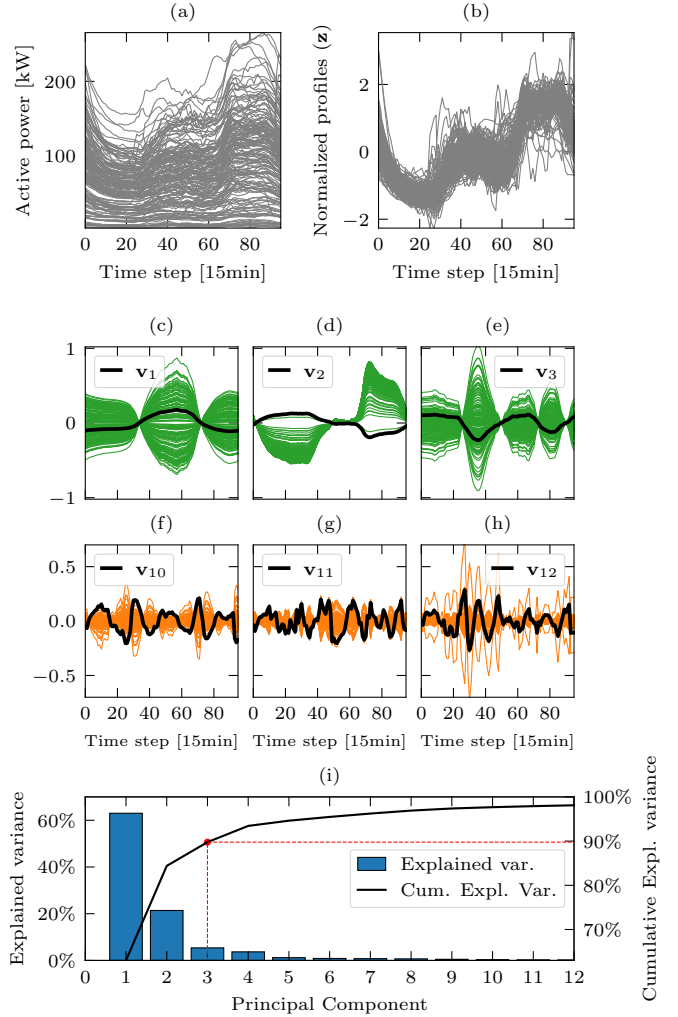 (a)
(b)
Active power [kW]
200
100
0 20 40 60 80
Time step [15min]
Normalized profiles (z)
2
0
−2
0 20 40 60 80
Time step [15min]
(c)
(d)
(e)
1
0
−1
v1
v2
v3
(f)
(g)
(h)
0.5
0.0
−0.5
v10
v11
v12
0 20 40 60 80
0 20 40 60 80
0 20 40 60 80
Time step [15min]
Time step [15min]
Time step [15min]
(i)
Explained variance
60%
40%
20%
0%
100%
90%
80%
70%
Cumulative Expl. variance
Explained var.
Cum. Expl. Var.
0 1 2 3 4 5 6 7 8 9 10 11 12
Principal Component